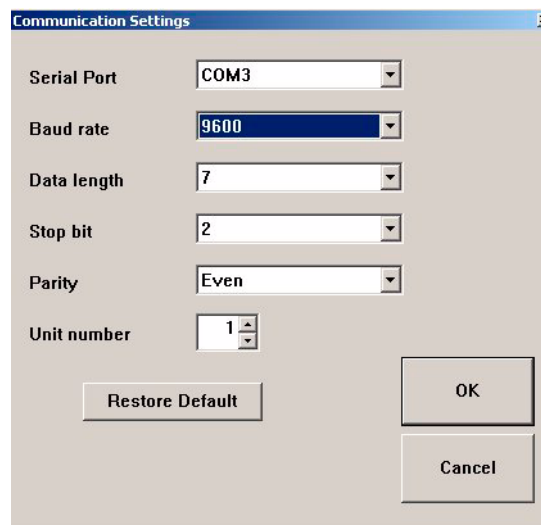 Communication Settings
Serial Port COM3
Baud rate 9600
Data length 7
Stop bit 2
Parity Even
Unit number 1
Restore Default
OK
Cancel